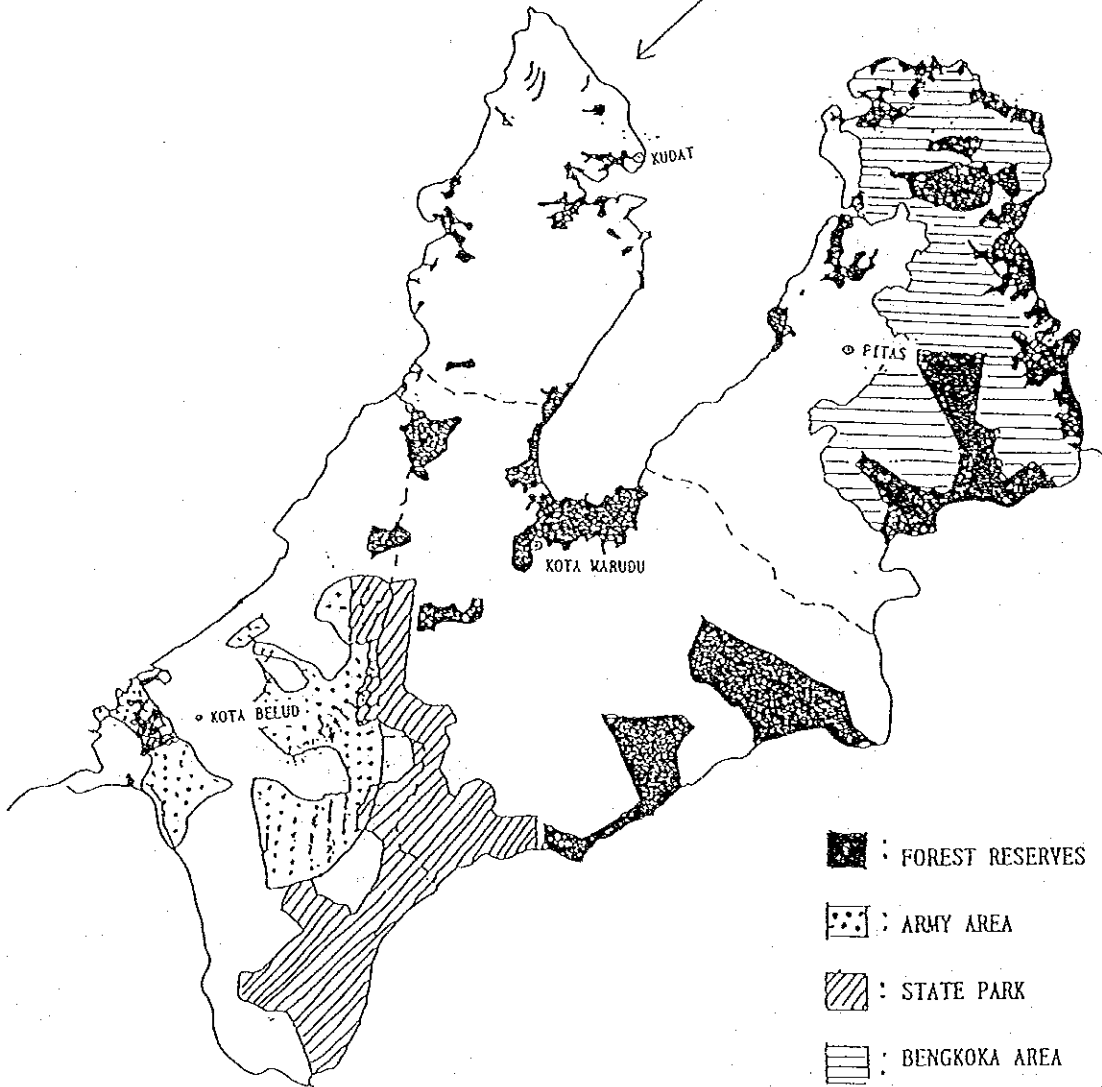 KUDAT
PITAS
KOTA MARUDU
KOTA BELUD
: FOREST RESERVES
: ARMY AREA
: STATE PARK
: BENGKOKA AREA